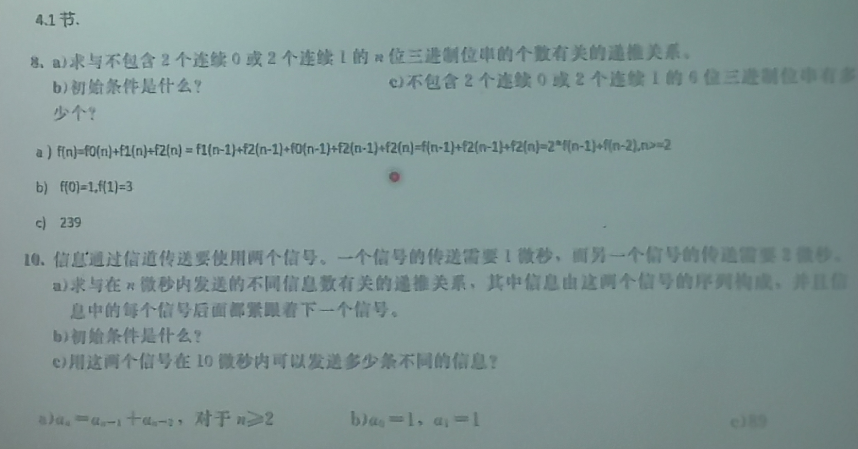 4.1 节.
8、a)求与不包含 2 个连续 0 或 2 个连续 1 的 n 位三进制位串的个数有关的递推关系。
b)初始条件是什么? c)不包含 2 个连续 0 或 2 个连续 1 的 6 位三进制位串有多
少个?
a ) f(n)=f0(n)+f1(n)+f2(n) = f1(n-1)+f2(n-1)+f0(n-1)+f2(n-1)+f2(n)=f(n-1)+f2(n-1)+f2(n)=2*f(n-1)+f(n-2),n>=2
b) f(0)=1,f(1)=3
c) 239
10、信息通过信道传送要使用两个信号。一个信号的传送需要 1 微秒，而另一个信号的传送需要 2 微秒。
a)求与在 n 微秒内发送的不同信息数有关的递推关系，其中信息由这两个信号的序列构成，并且信
息中的每个信号后面都紧跟着下一个信号。
b)初始条件是什么?
c)用这两个信号在 10 微秒内可以发送多少条不同的信息?
a)aₙ=aₙ₋₁+aₙ₋₂，对于 n⩾2 b)a₀=1，a₁=1 c)89